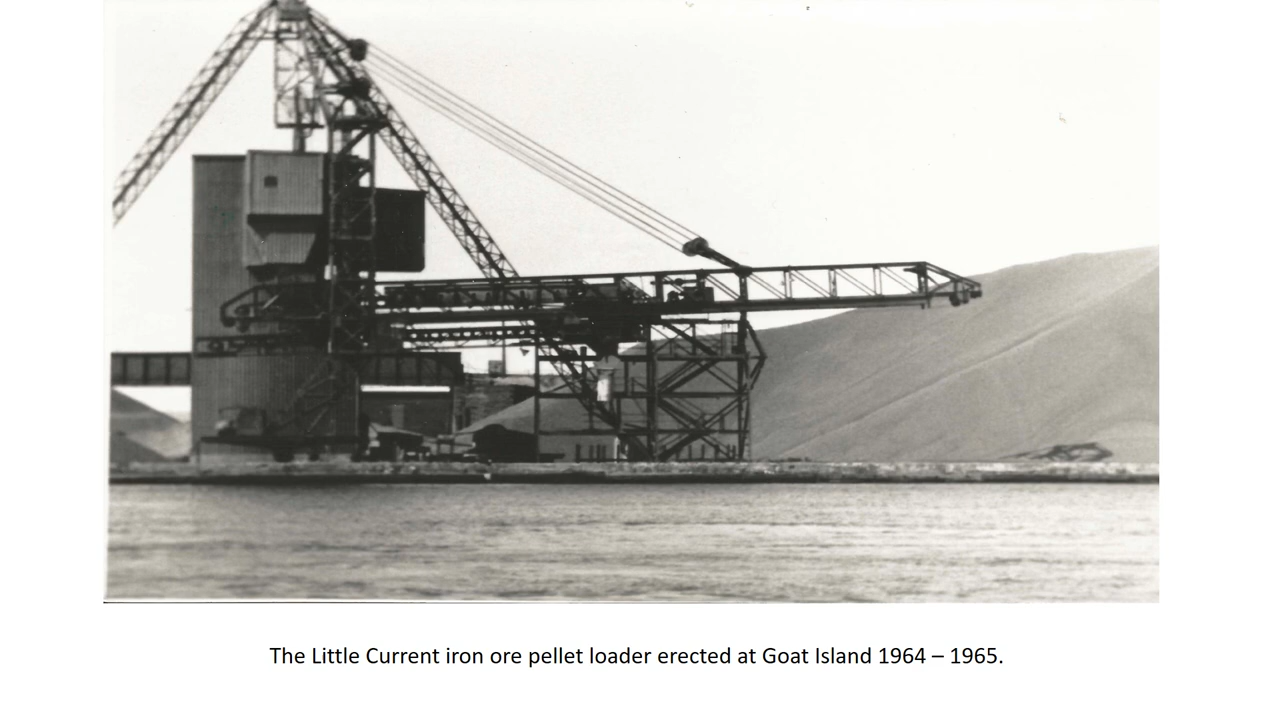 The Little Current iron ore pellet loader erected at Goat Island 1964 – 1965.